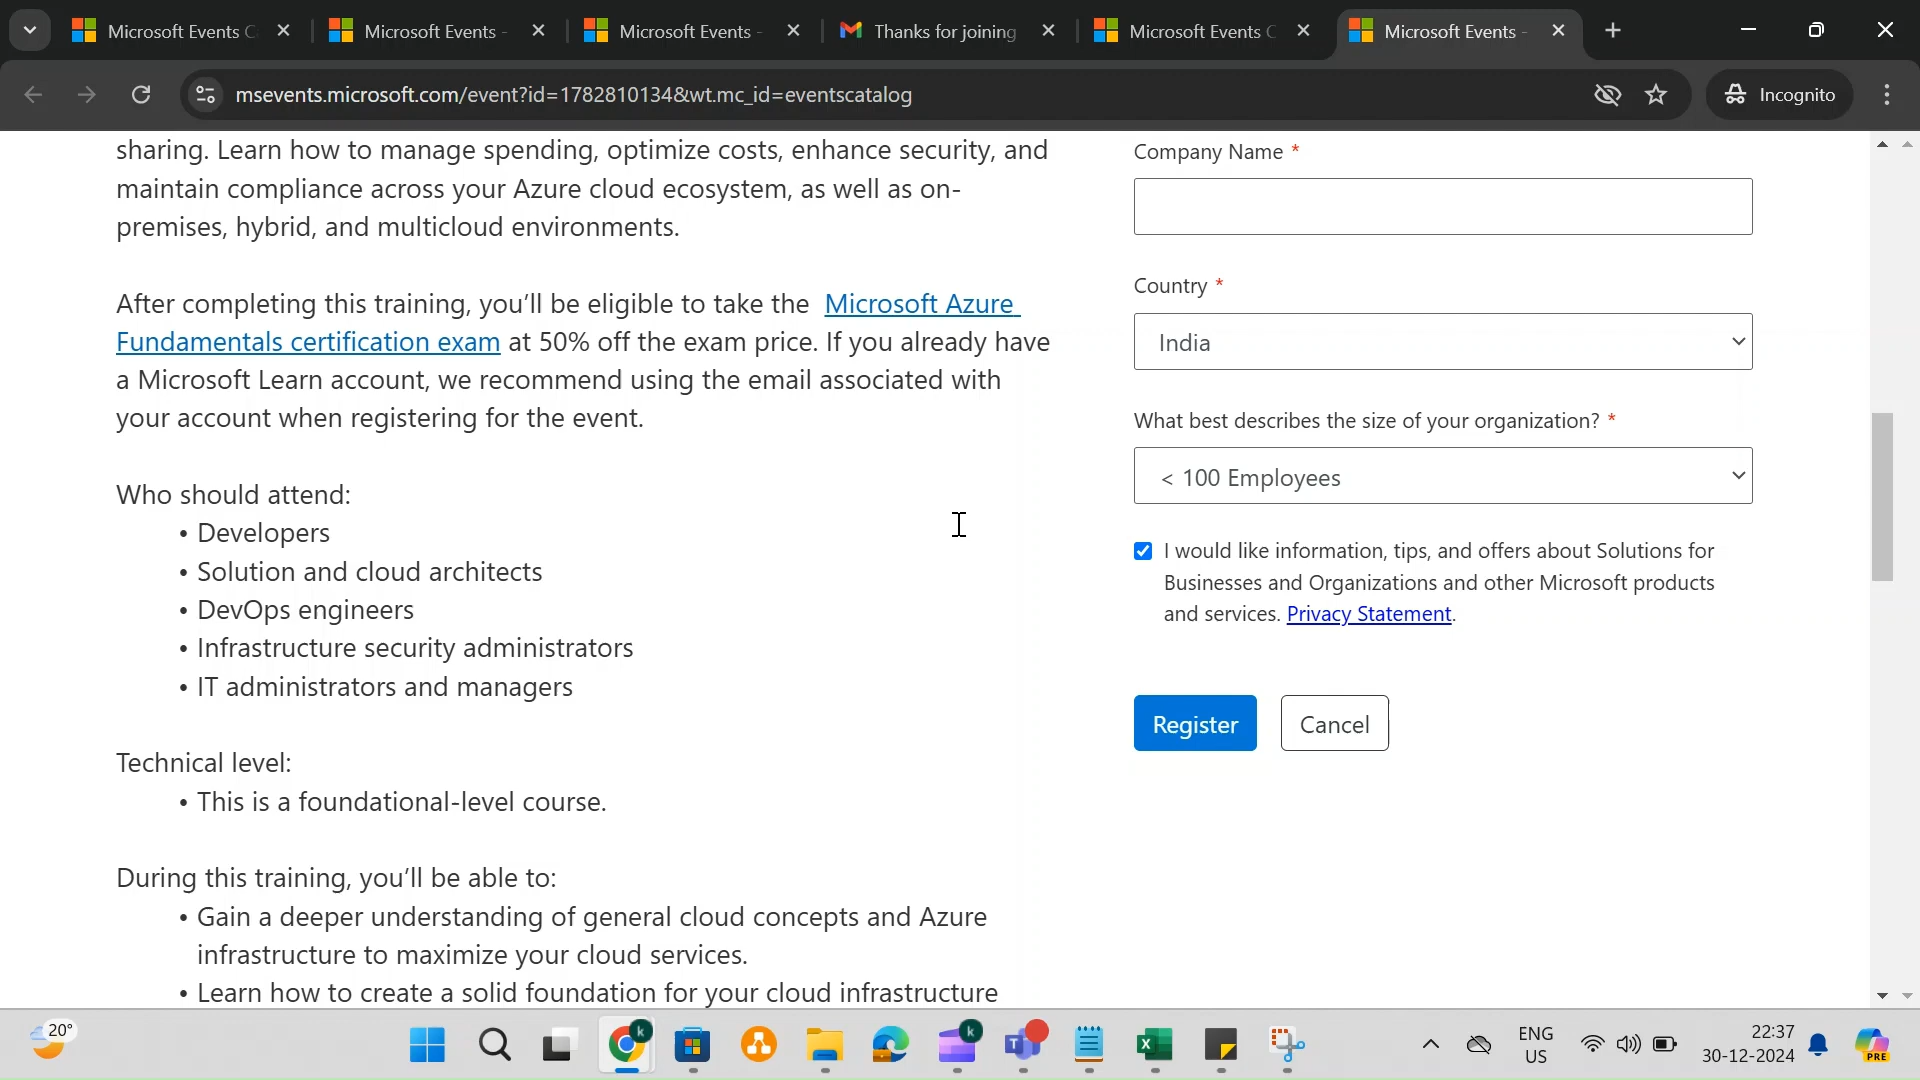 Microsoft Events C
Microsoft Events -
Microsoft Events -
Thanks for joining
Microsoft Events C
Microsoft Events -
msevents.microsoft.com/event?id=1782810134&wt.mc_id=eventscatalog
Incognito
sharing. Learn how to manage spending, optimize costs, enhance security, and
maintain compliance across your Azure cloud ecosystem, as well as on-
premises, hybrid, and multicloud environments.
After completing this training, you’ll be eligible to take the Microsoft Azure
Fundamentals certification exam at 50% off the exam price. If you already have
a Microsoft Learn account, we recommend using the email associated with
your account when registering for the event.
Who should attend:
• Developers
• Solution and cloud architects
• DevOps engineers
• Infrastructure security administrators
• IT administrators and managers
Technical level:
• This is a foundational-level course.
During this training, you’ll be able to:
• Gain a deeper understanding of general cloud concepts and Azure
infrastructure to maximize your cloud services.
• Learn how to create a solid foundation for your cloud infrastructure
Company Name *
Country *
India
What best describes the size of your organization? *
< 100 Employees
I would like information, tips, and offers about Solutions for
Businesses and Organizations and other Microsoft products
and services. Privacy Statement.
Register
Cancel
20°
k
k
T
X
ENG
US
22:37
30-12-2024
PRE